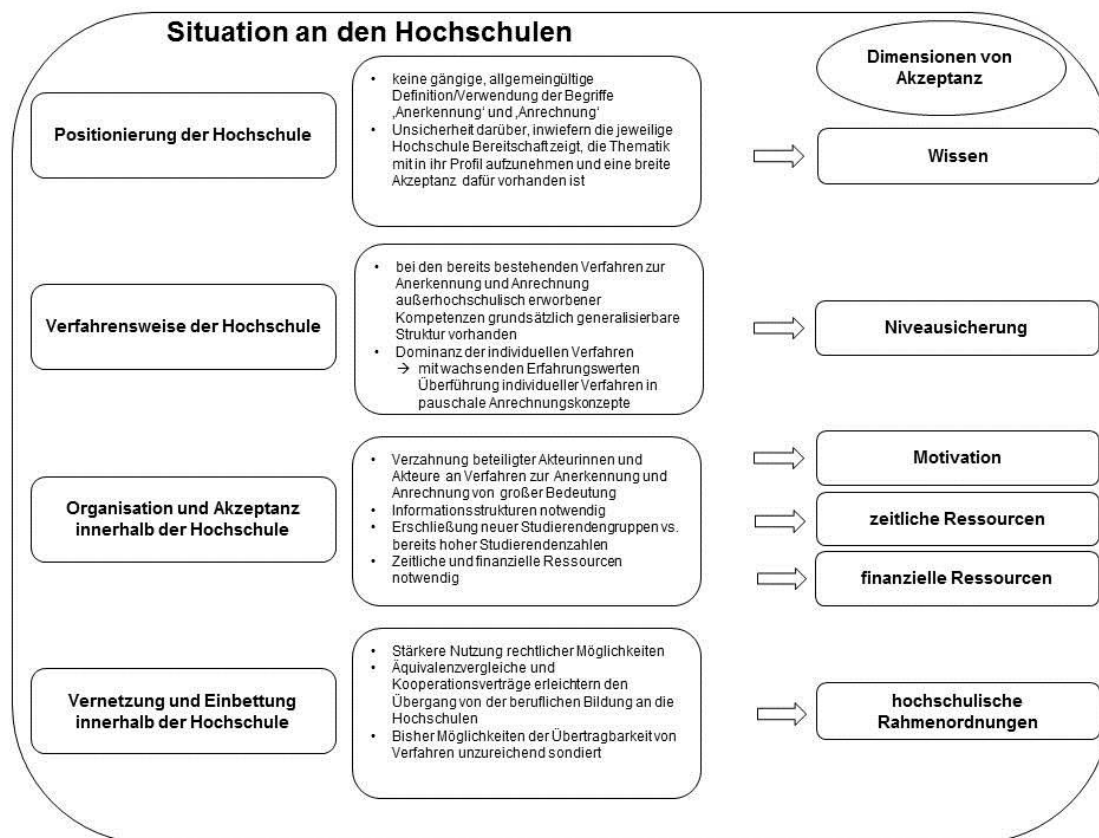 Situation an den Hochschulen
Dimensionen von
Akzeptanz
Positionierung der Hochschule
• keine gängige, allgemeingültige
Definition/Verwendung der Begriffe
‚Anerkennung‘ und ‚Anrechnung‘
• Unsicherheit darüber, inwiefern die jeweilige
Hochschule Bereitschaft zeigt, die Thematik
mit in ihr Profil aufzunehmen und eine breite
Akzeptanz dafür vorhanden ist
Wissen
Verfahrensweise der Hochschule
• bei den bereits bestehenden Verfahren zur
Anerkennung und Anrechnung
außerhochschulisch erworbener
Kompetenzen grundsätzlich generalisierbare
Struktur vorhanden
• Dominanz der individuellen Verfahren
→ mit wachsenden Erfahrungswerten
Überführung individueller Verfahren in
pauschale Anrechnungskonzepte
Niveausicherung
Organisation und Akzeptanz
innerhalb der Hochschule
• Verzahnung beteiligter Akteurinnen und
Akteure an Verfahren zur Anerkennung und
Anrechnung von großer Bedeutung
• Informationsstrukturen notwendig
• Erschließung neuer Studierendengruppen vs.
bereits hoher Studierendenzahlen
• Zeitliche und finanzielle Ressourcen
notwendig
Motivation
zeitliche Ressourcen
finanzielle Ressourcen
Vernetzung und Einbettung
innerhalb der Hochschule
• Stärkere Nutzung rechtlicher Möglichkeiten
• Äquivalenzvergleiche und
Kooperationsverträge erleichtern den
Übergang von der beruflichen Bildung an die
Hochschulen
• Bisher Möglichkeiten der Übertragbarkeit von
Verfahren unzureichend sondiert
hochschulische
Rahmenordnungen